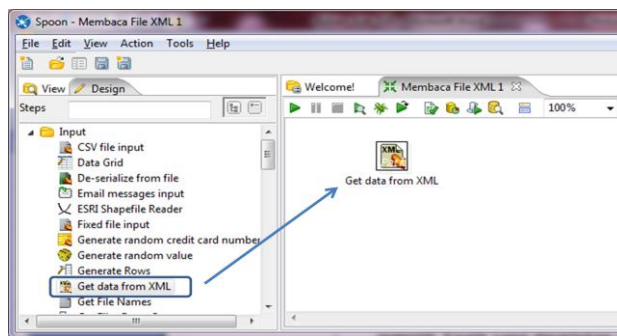 Spoon - Membaca File XML 1
File Edit View Action Tools Help
View Design
Welcome! Membaca File XML 1
Steps
100%
Input
CSV file input
Data Grid
De-serialize from file
Email messages input
ESRI Shapefile Reader
Fixed file input
Generate random credit card number
Generate random value
Generate Rows
Get data from XML
Get File Names
XML
Get data from XML